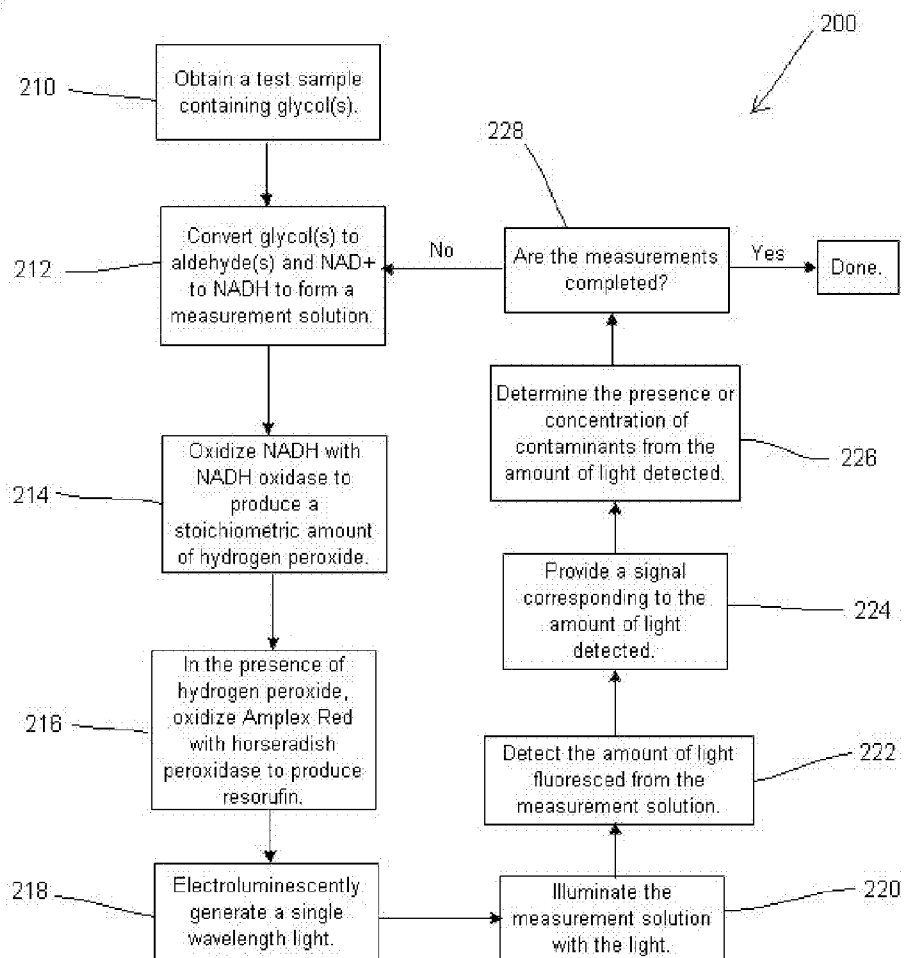 200
210
Obtain a test sample
containing glycol(s).
212
Convert glycol(s) to
aldehyde(s) and NAD+
to NADH to form a
measurement solution.
214
Oxidize NADH with
NADH oxidase to
produce a
stoichiometric amount
of hydrogen peroxide.
216
In the presence of
hydrogen peroxide,
oxidize Amplex Red
with horseradish
peroxidase to produce
resorufin.
218
Electroluminescently
generate a single
wavelength light.
220
Illuminate the
measurement solution
with the light.
222
Detect the amount of light
fluoresced from the
measurement solution.
224
Provide a signal
corresponding to the
amount of light
detected.
226
Determine the presence or
concentration of
contaminants from the
amount of light detected.
228
Are the measurements
completed?
No
Yes
Done.